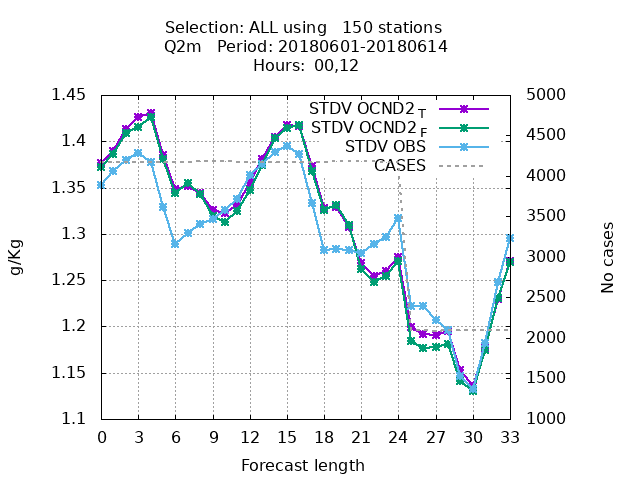 Selection: ALL using   150 stations
Q2m   Period: 20180601-20180614
Hours:  00,12
STDV OCND2 T
STDV OCND2 F
STDV OBS
CASES
1.45
1.4
1.35
1.3
1.25
1.2
1.15
1.1
g/Kg
5000
4500
4000
3500
3000
2500
2000
1500
1000
No cases
0 3 6 9 12 15 18 21 24 27 30 33
Forecast length